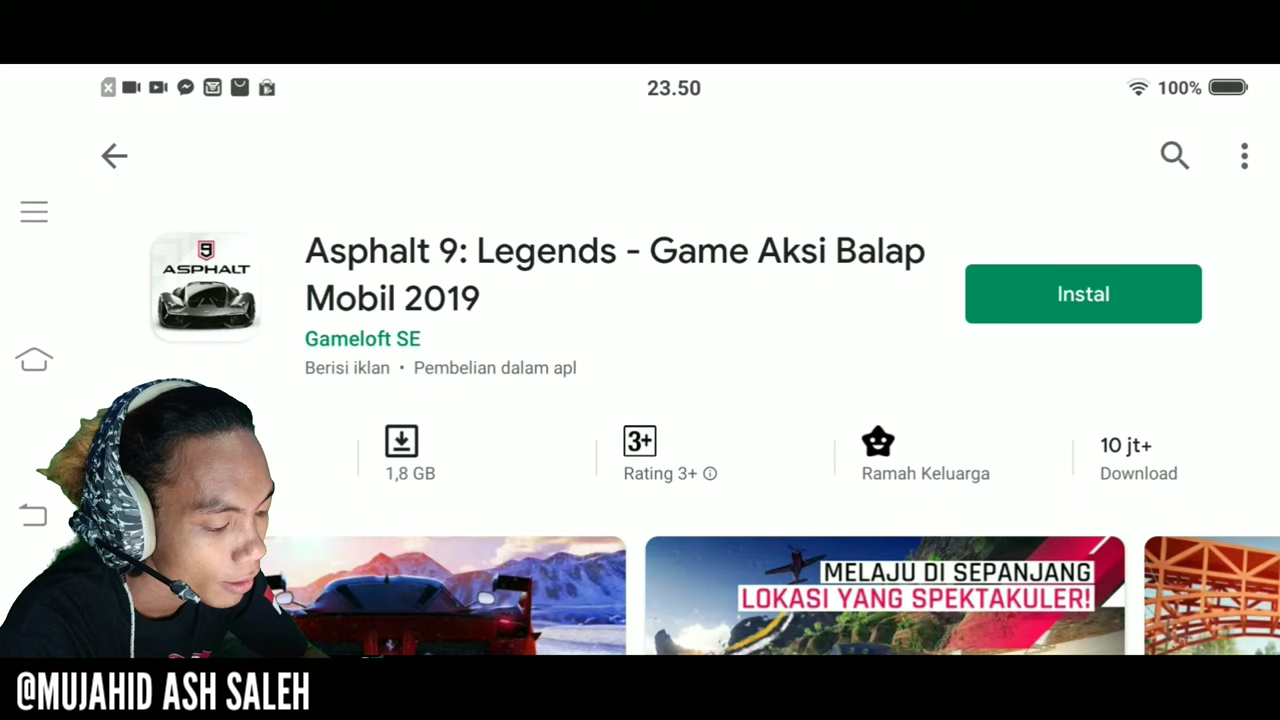 23.50
100%
Asphalt 9: Legends - Game Aksi Balap
Mobil 2019
Gameloft SE
Berisi iklan • Pembelian dalam apl
Instal
9
ASPHALT
1,8 GB
3+
Rating 3+
Ramah Keluarga
10 jt+
Download
MELAJU DI SEPANJANG
LOKASI YANG SPEKTAKULER!
@MUJAHID ASH SALEH